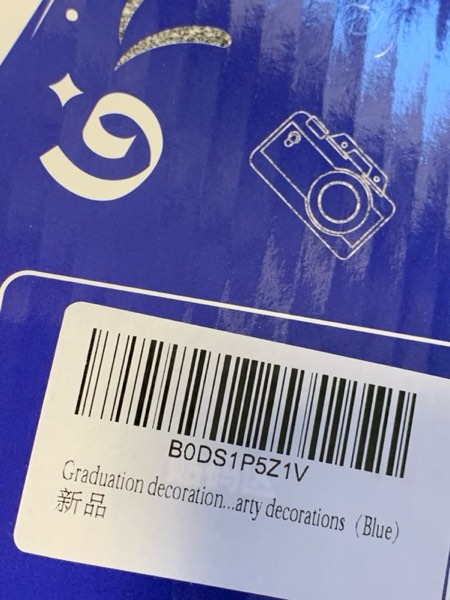 B0DS1P5Z1V
Graduation decoration...arty decorations（Blue）
新品